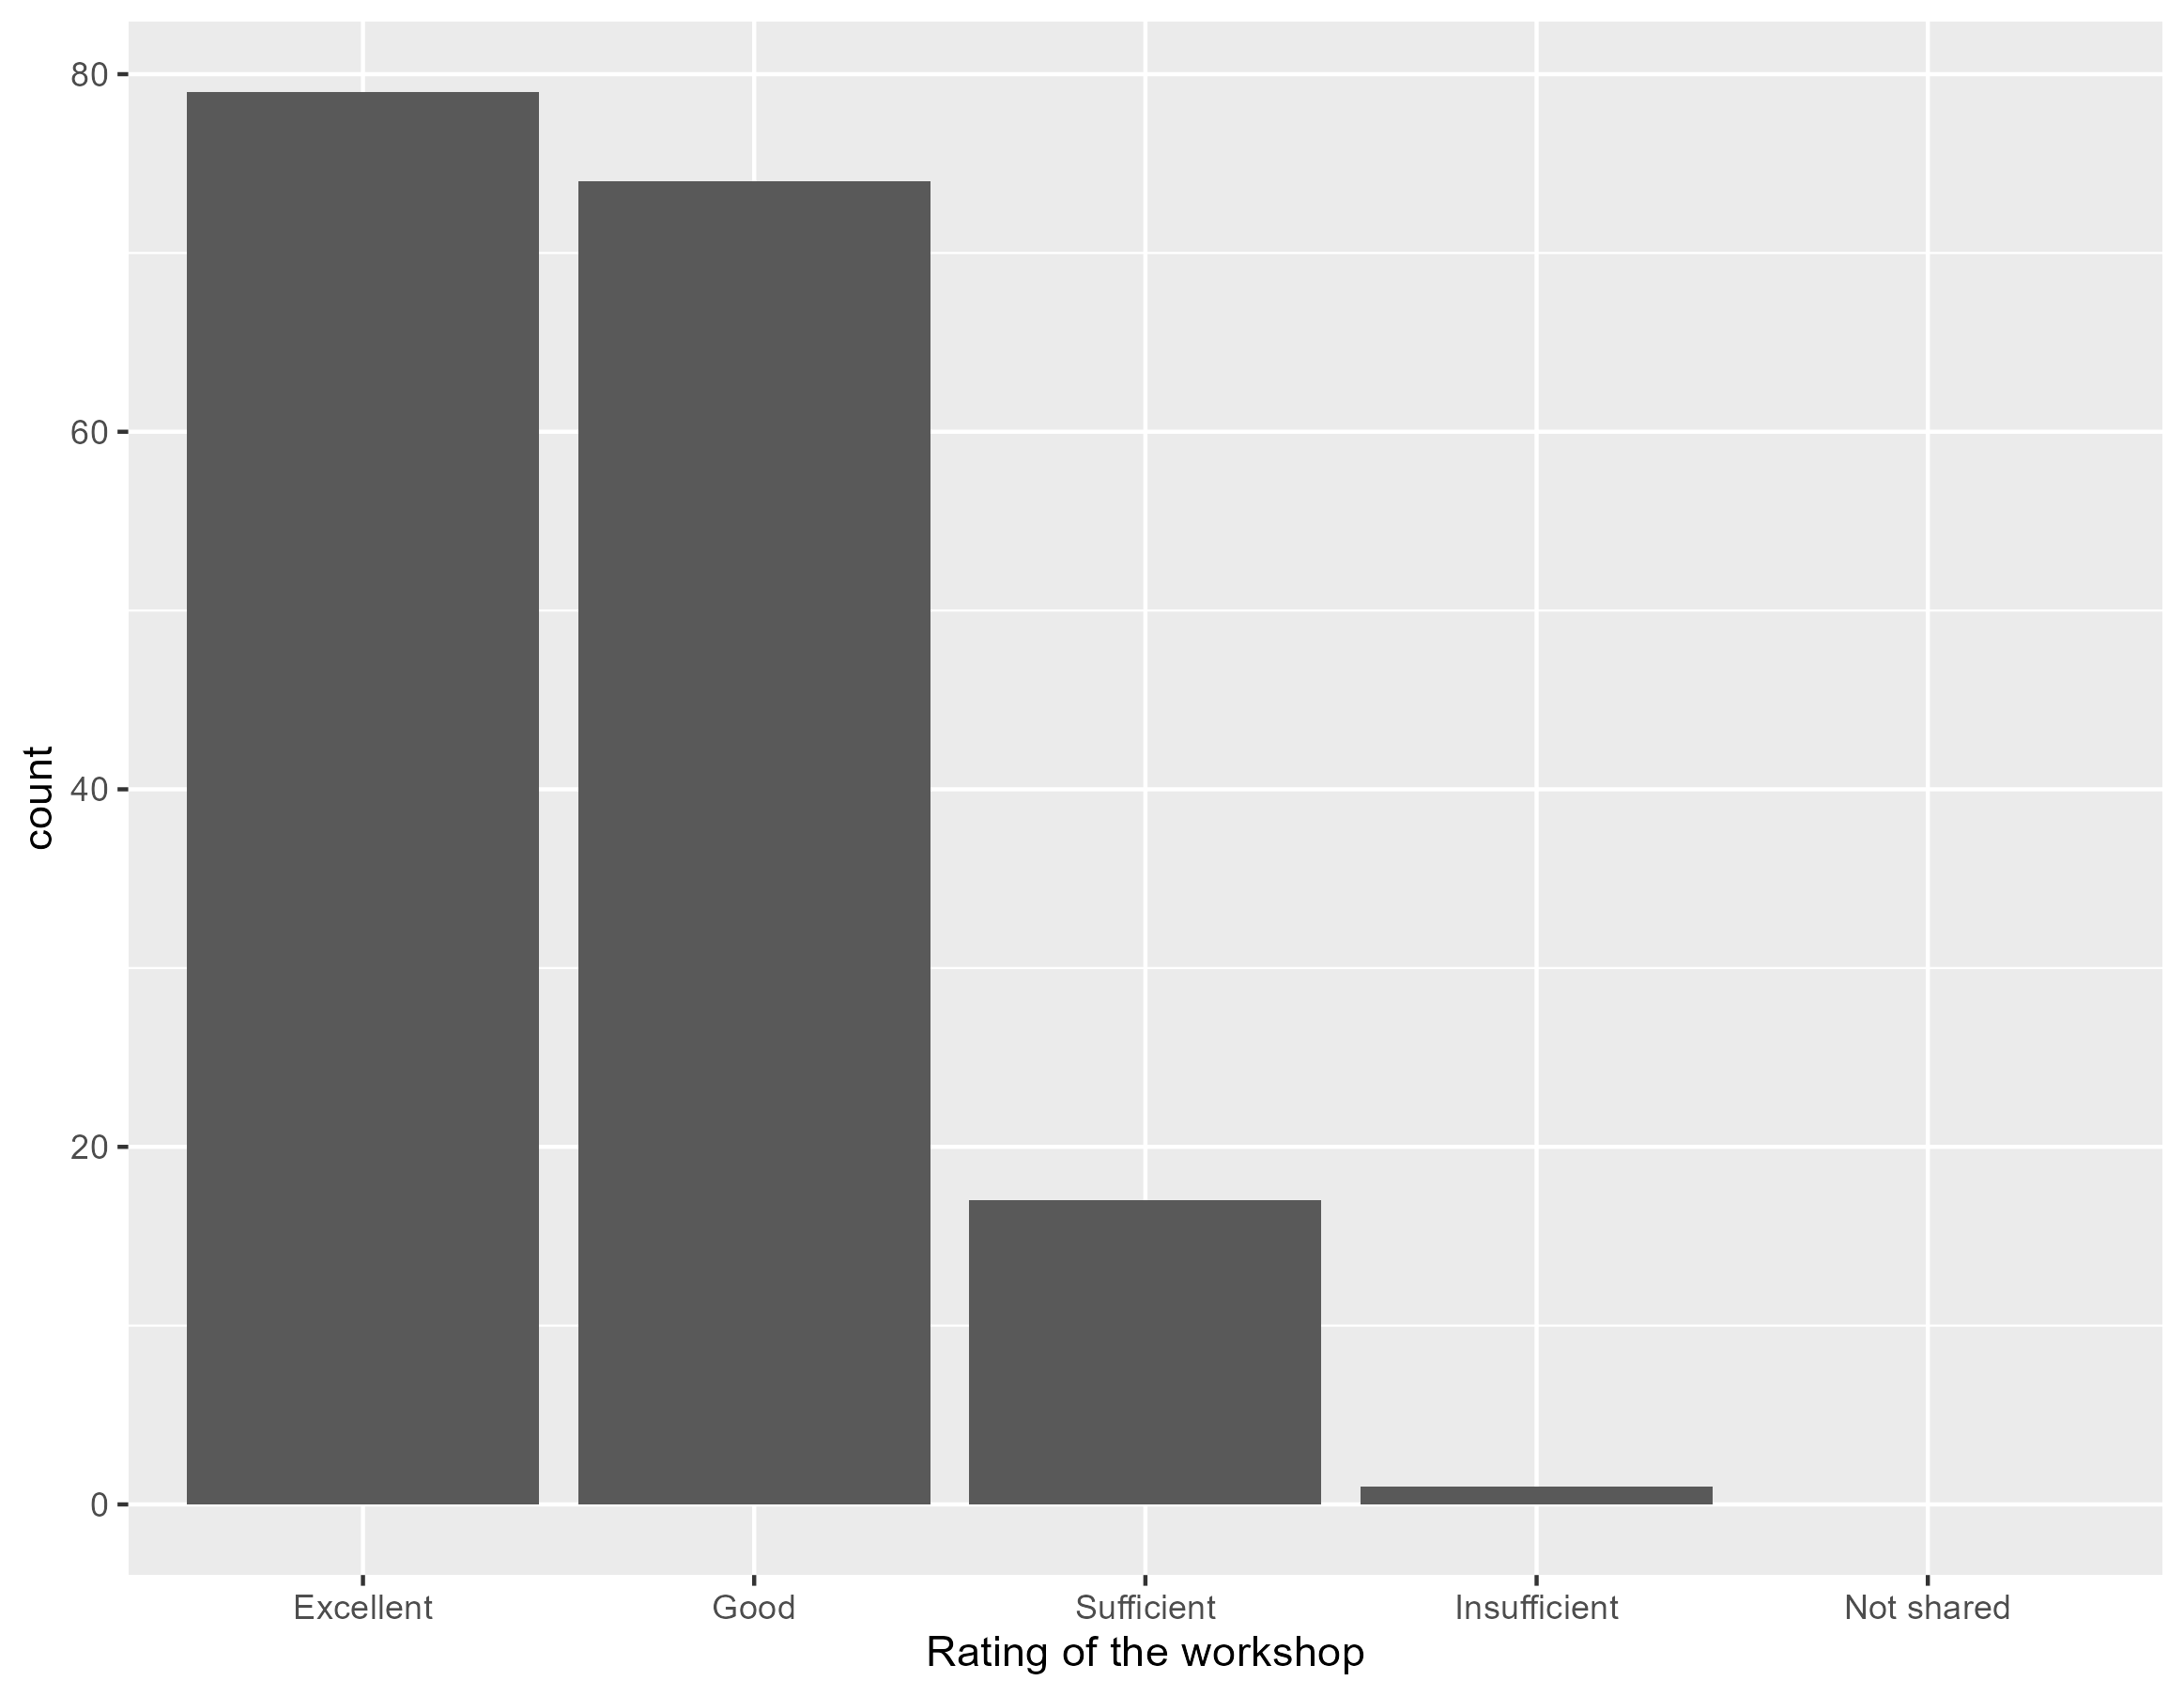 80
60
40
20
0
count
Excellent Good Sufficient Insufficient Not shared
Rating of the workshop